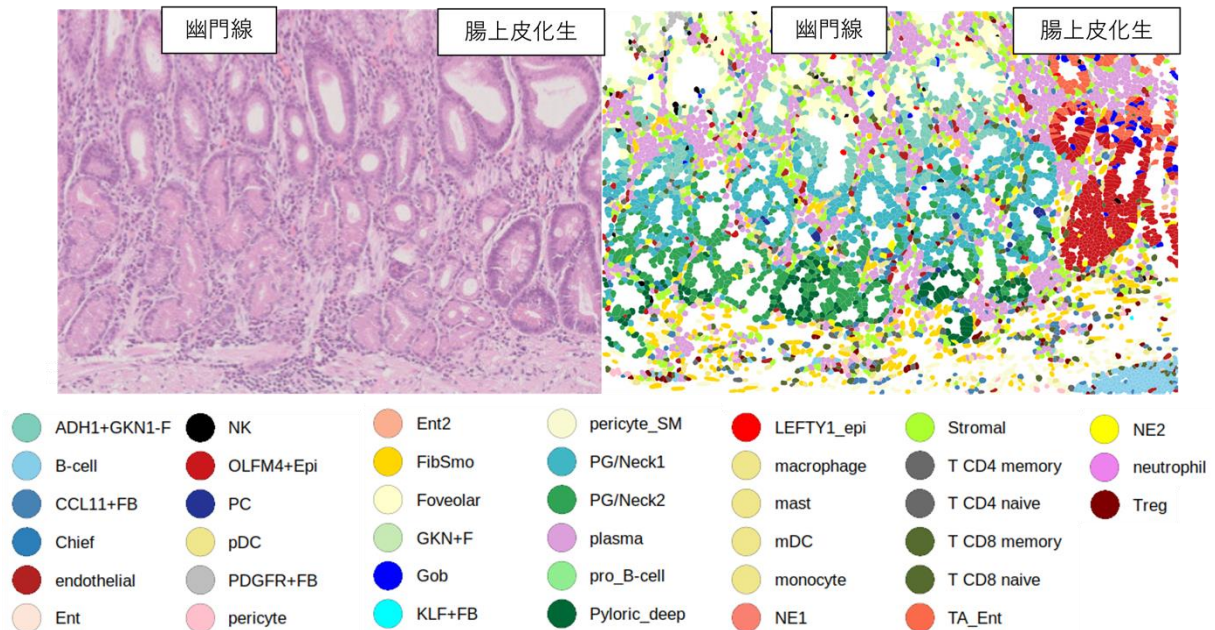 幽門線
腸上皮化生
幽門線
腸上皮化生
ADH1+GKN1-F
B-cell
CCL11+FB
Chief
endothelial
Ent
NK
OLFM4+Epi
PC
pDC
PDGFR+FB
pericyte
Ent2
FibSmo
Foveolar
GKN+F
Gob
KLF+FB
pericyte_SM
PG/Neck1
PG/Neck2
plasma
pro_B-cell
Pyloric_deep
LEFTY1_epi
macrophage
mast
mDC
monocyte
NE1
Stromal
T CD4 memory
T CD4 naive
T CD8 memory
T CD8 naive
TA_Ent
NE2
neutrophil
Treg